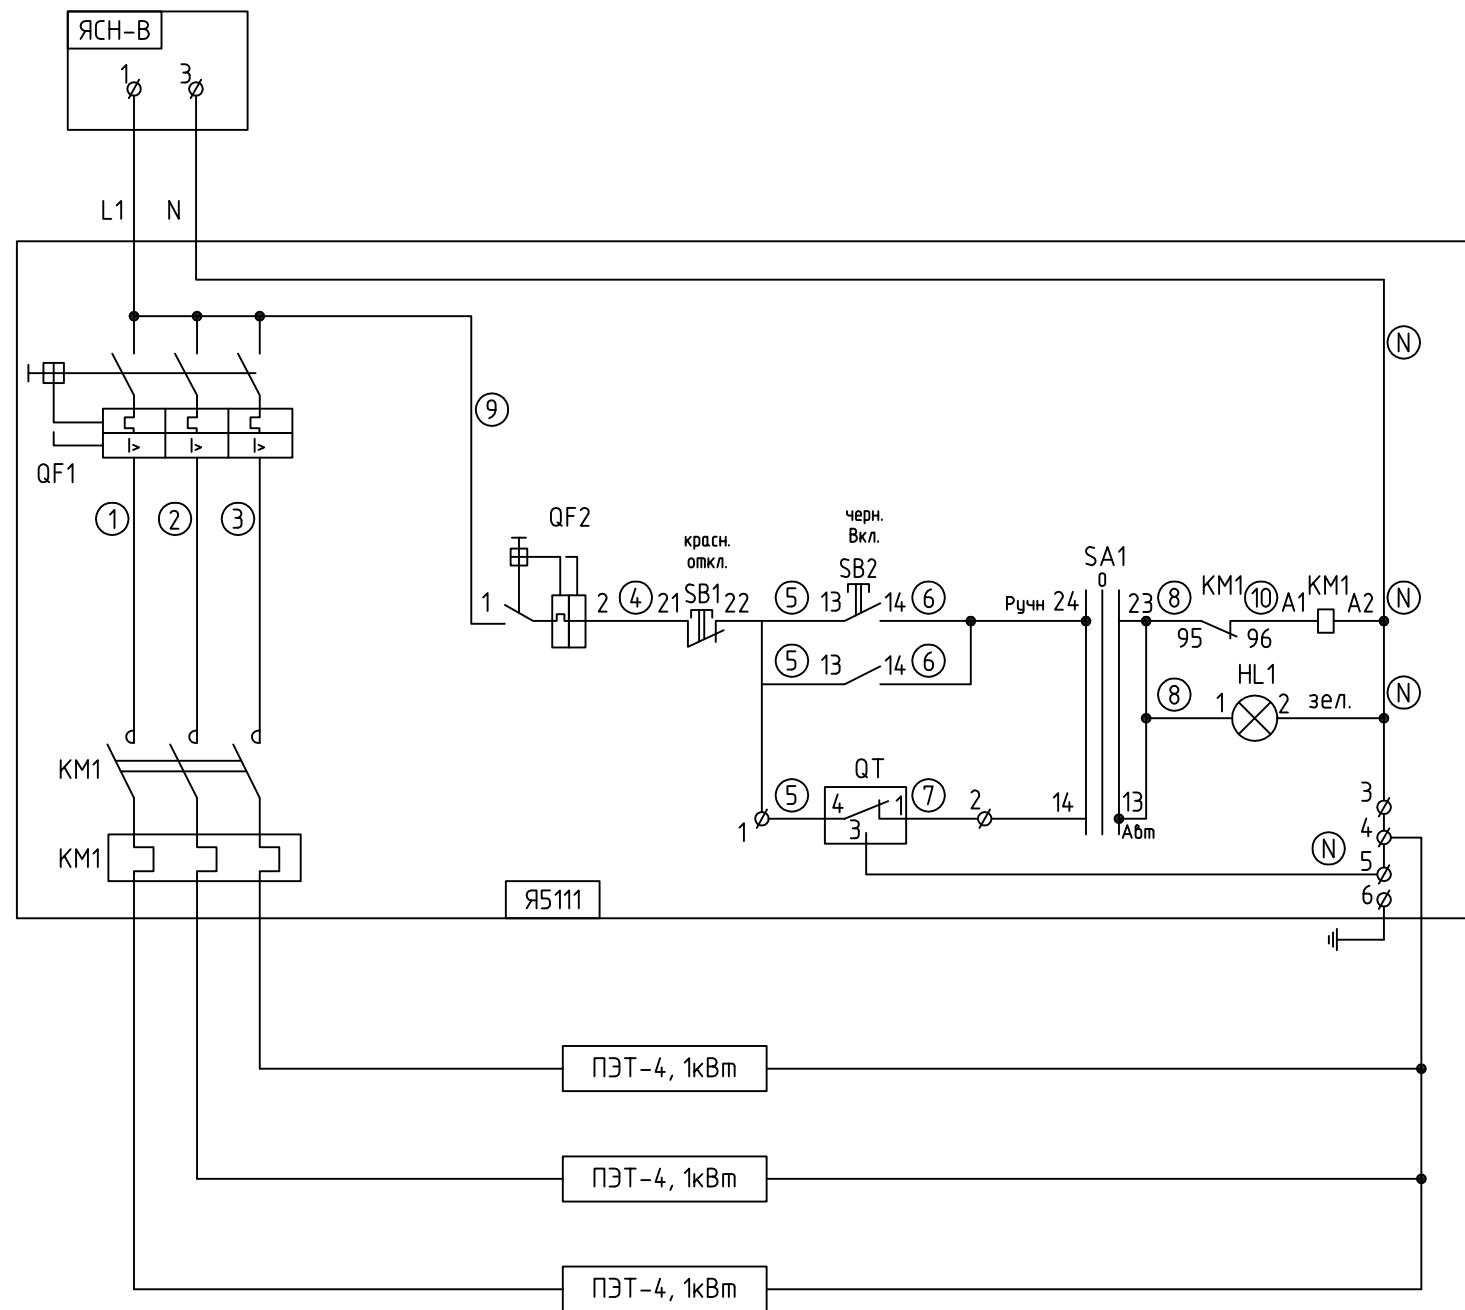 ЯСН-В
1 3
L1 N
N
9
QF1
1 2 3
QF2
красн.
откл.
черн.
Вкл.
SB1
SB2
SA1
0
1 2 4 21 22 5 13 14 6 Ручн 24 23 8 KM1 10 A1 KM1 A2 N
95 96
5 13 14 6
HL1
8 1 2 зел. N
KM1
QT
5 4 1 7 2 14 13
1 3 Авт
3
4
N 5
6
KM1
Я5111
ПЭТ-4, 1кВт
ПЭТ-4, 1кВт
ПЭТ-4, 1кВт
I> I> I>